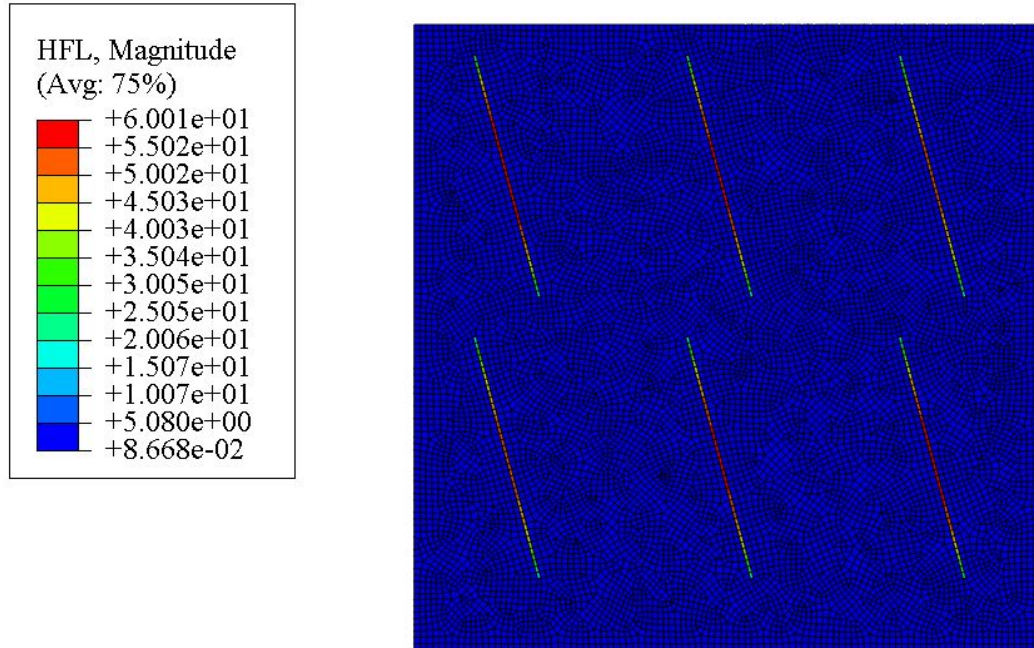 HFL, Magnitude
(Avg: 75%)
+6.001e+01
+5.502e+01
+5.002e+01
+4.503e+01
+4.003e+01
+3.504e+01
+3.005e+01
+2.505e+01
+2.006e+01
+1.507e+01
+1.007e+01
+5.080e+00
+8.668e-02